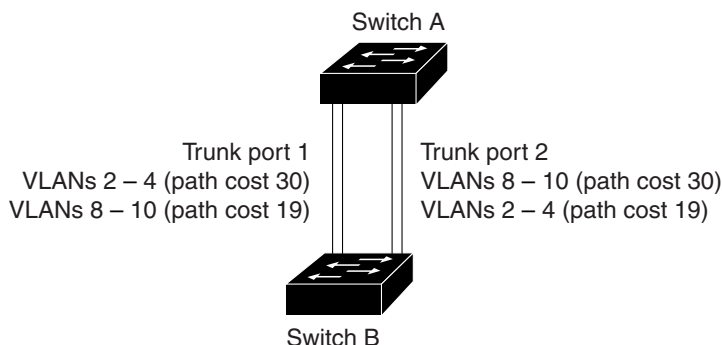 Switch A
Trunk port 1
VLANs 2 – 4 (path cost 30)
VLANs 8 – 10 (path cost 19)
Trunk port 2
VLANs 8 – 10 (path cost 30)
VLANs 2 – 4 (path cost 19)
Switch B